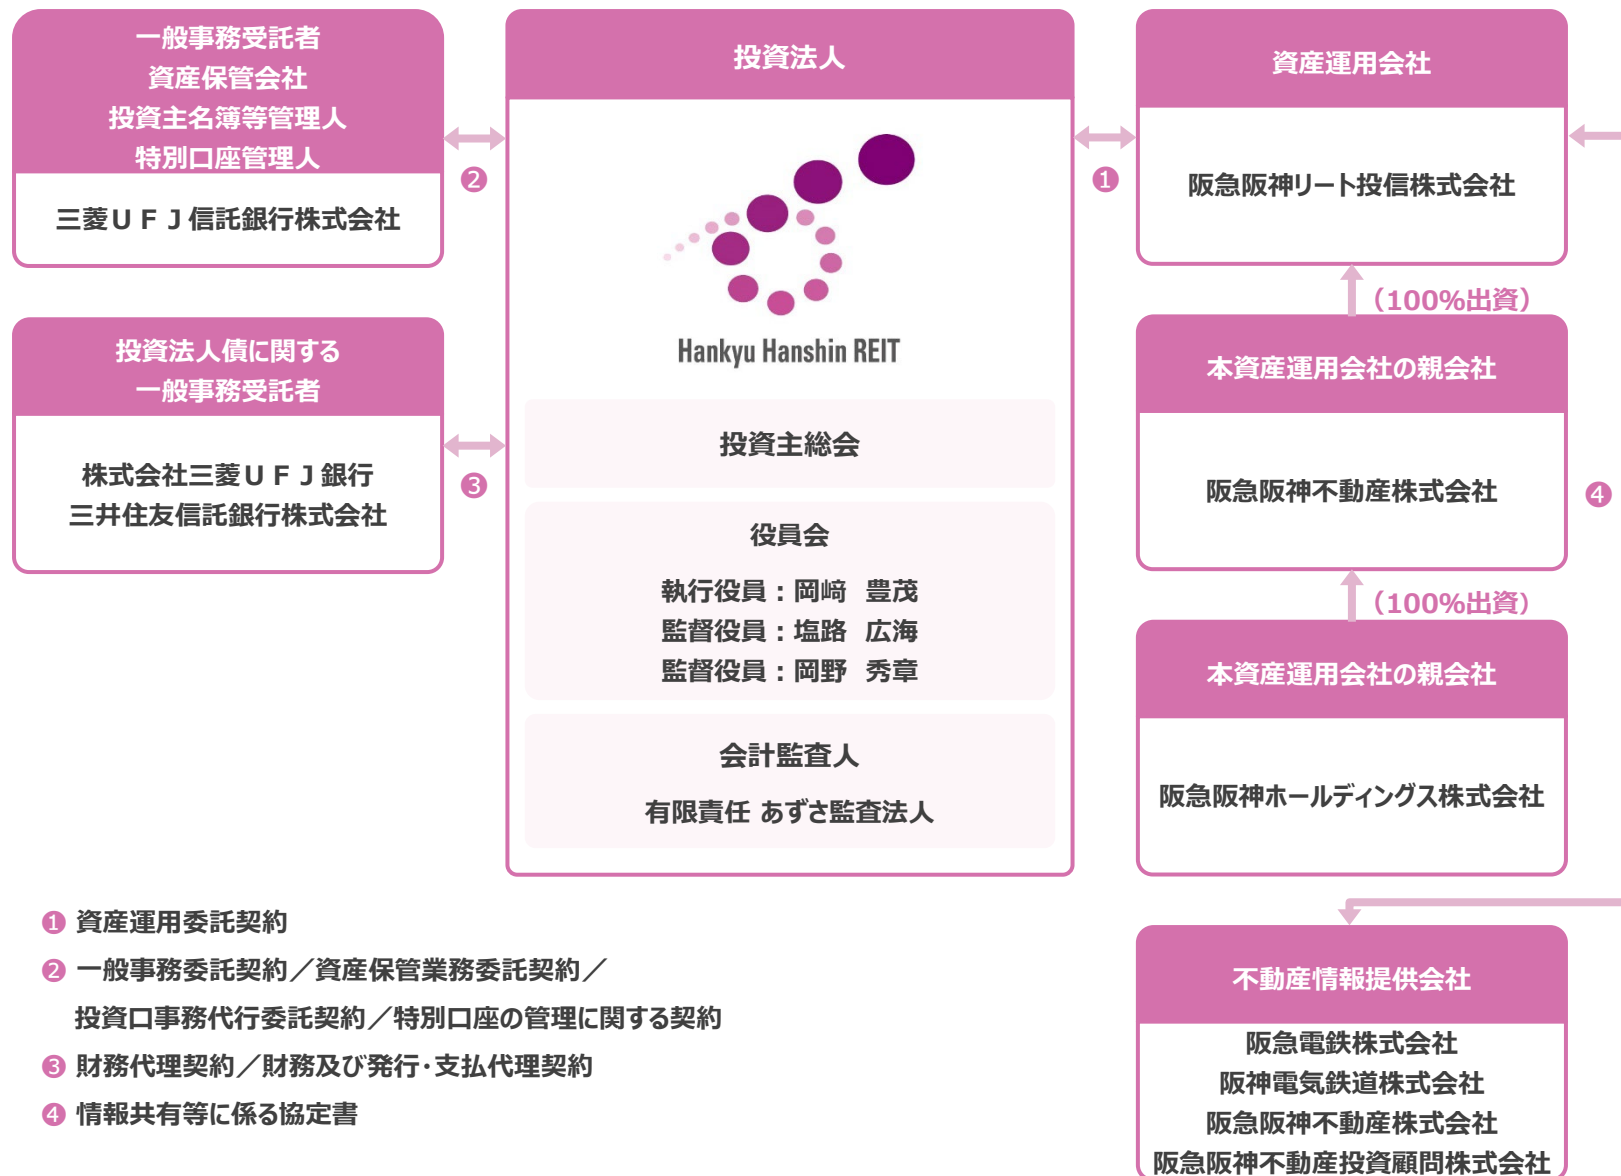 一般事務受託者
資産保管会社
投資主名簿等管理人
特別口座管理人
三菱ＵＦＪ信託銀行株式会社
❷
投資法人債に関する
一般事務受託者
株式会社三菱ＵＦＪ銀行
三井住友信託銀行株式会社
❸
投資法人
Hankyu Hanshin REIT
投資主総会
役員会
執行役員：岡﨑 豊茂
監督役員：塩路 広海
監督役員：岡野 秀章
会計監査人
有限責任 あずさ監査法人
❶
資産運用会社
阪急阪神リート投信株式会社
（100%出資）
本資産運用会社の親会社
阪急阪神不動産株式会社
❹
（100%出資）
本資産運用会社の親会社
阪急阪神ホールディングス株式会社
不動産情報提供会社
阪急電鉄株式会社
阪神電気鉄道株式会社
阪急阪神不動産株式会社
阪急阪神不動産投資顧問株式会社
❶ 資産運用委託契約
❷ 一般事務委託契約／資産保管業務委託契約／
投資口事務代行委託契約／特別口座の管理に関する契約
❸ 財務代理契約／財務及び発行･支払代理契約
❹ 情報共有等に係る協定書